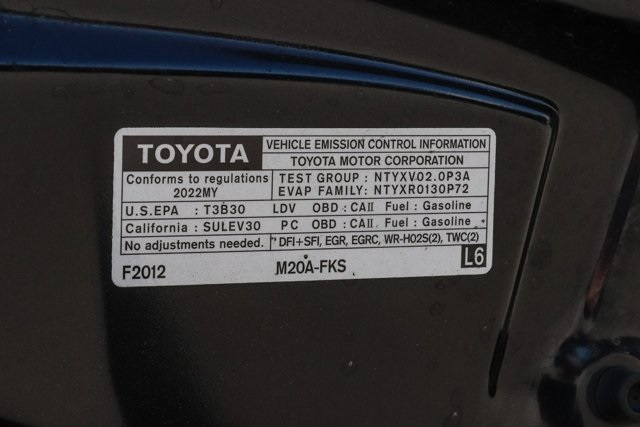 TOYOTA
VEHICLE EMISSION CONTROL INFORMATION
TOYOTA MOTOR CORPORATION
Conforms to regulations
2022MY
TEST GROUP : NTYXV02.0P3A
EVAP FAMILY: NTYXR0130P72
U.S.EPA : T3B30 LDV OBD : CAII Fuel : Gasoline
California : SULEV30 PC OBD : CAII Fuel : Gasoline
No adjustments needed.
DFI+SFI, EGR, EGRC, WR-HO2S(2), TWC(2)
F2012
M20A-FKS
L6